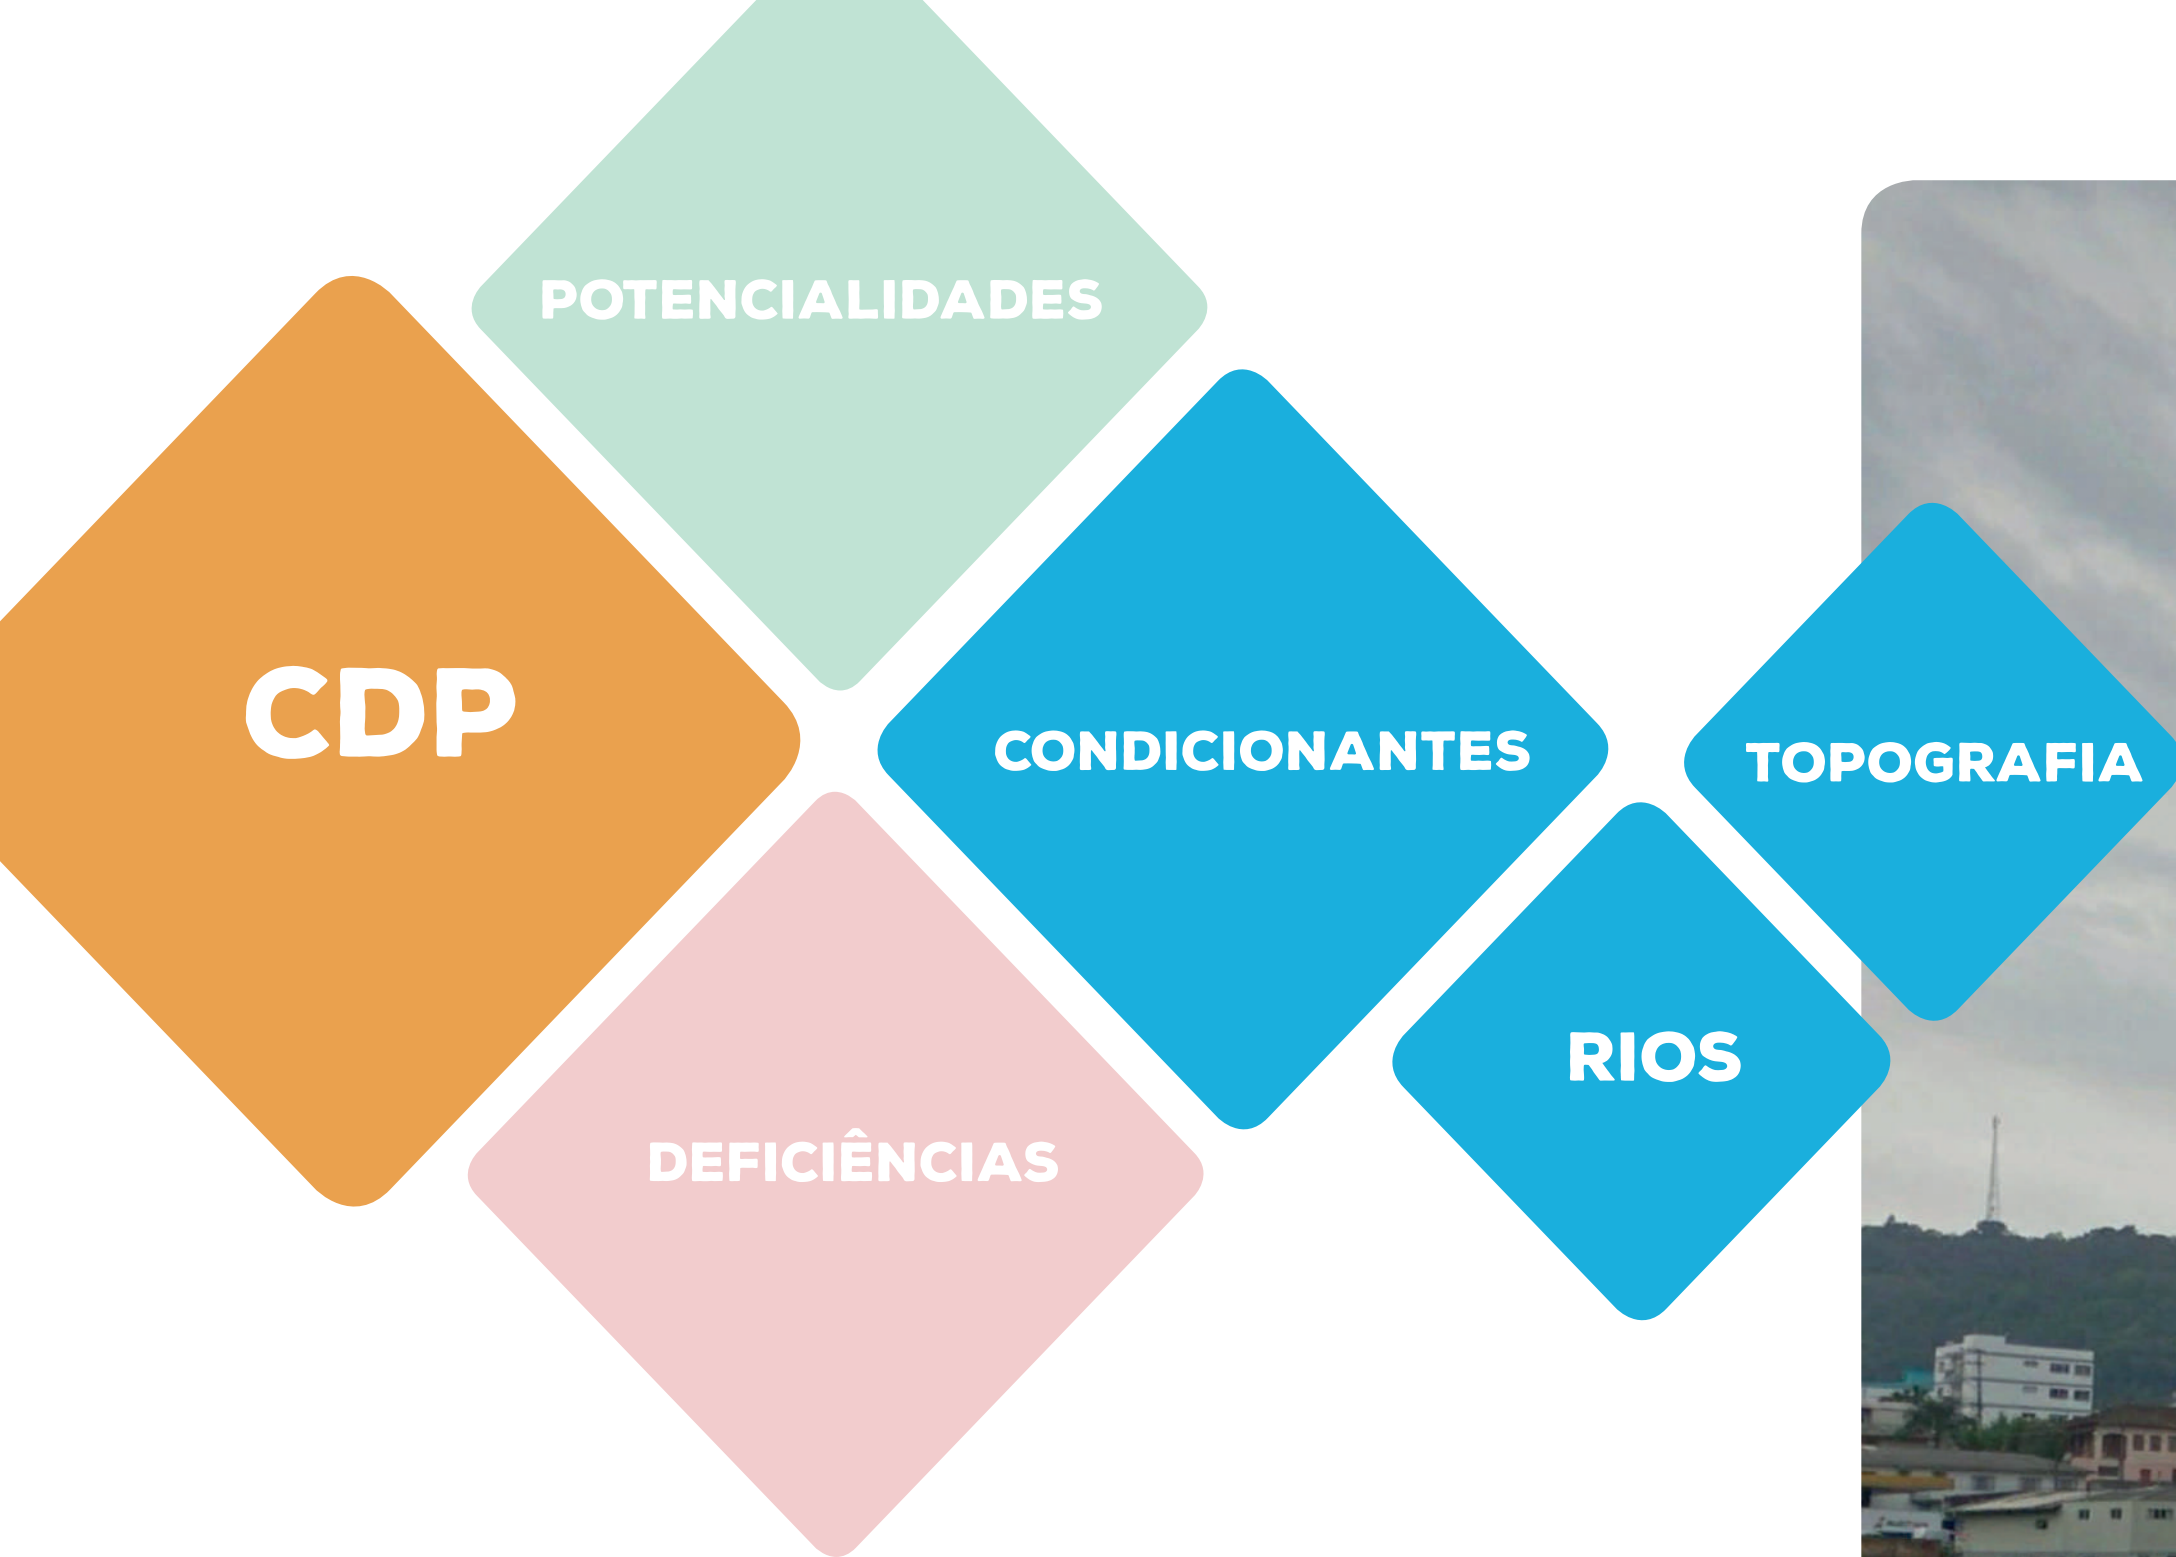 POTENCIALIDADES
CDP
CONDICIONANTES
TOPOGRAFIA
RIOS
DEFICIÊNCIAS